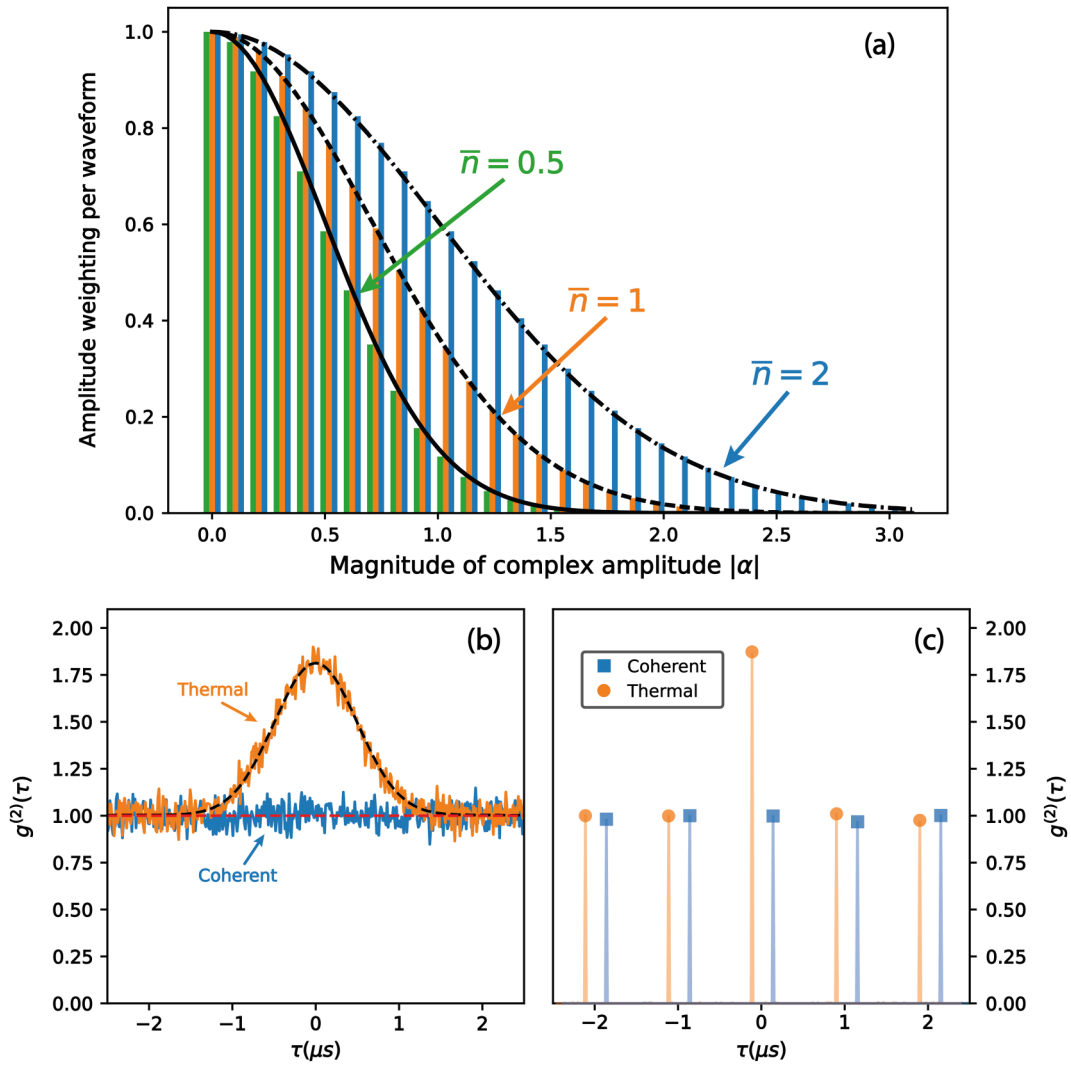 (a)
Amplitude weighting per waveform
1.0
0.8
0.6
0.4
0.2
0.0
n̅ = 0.5
n̅ = 1
n̅ = 2
0.0 0.5 1.0 1.5 2.0 2.5 3.0
Magnitude of complex amplitude |α|
(b)
g⁽²⁾(τ)
2.00
1.75
1.50
1.25
1.00
0.75
0.50
0.25
0.00
Thermal
Coherent
−2 −1 0 1 2
τ(μs)
(c)
Coherent
Thermal
2.00
1.75
1.50
1.25
1.00
0.75
0.50
0.25
0.00
g⁽²⁾(τ)
−2 −1 0 1 2
τ(μs)